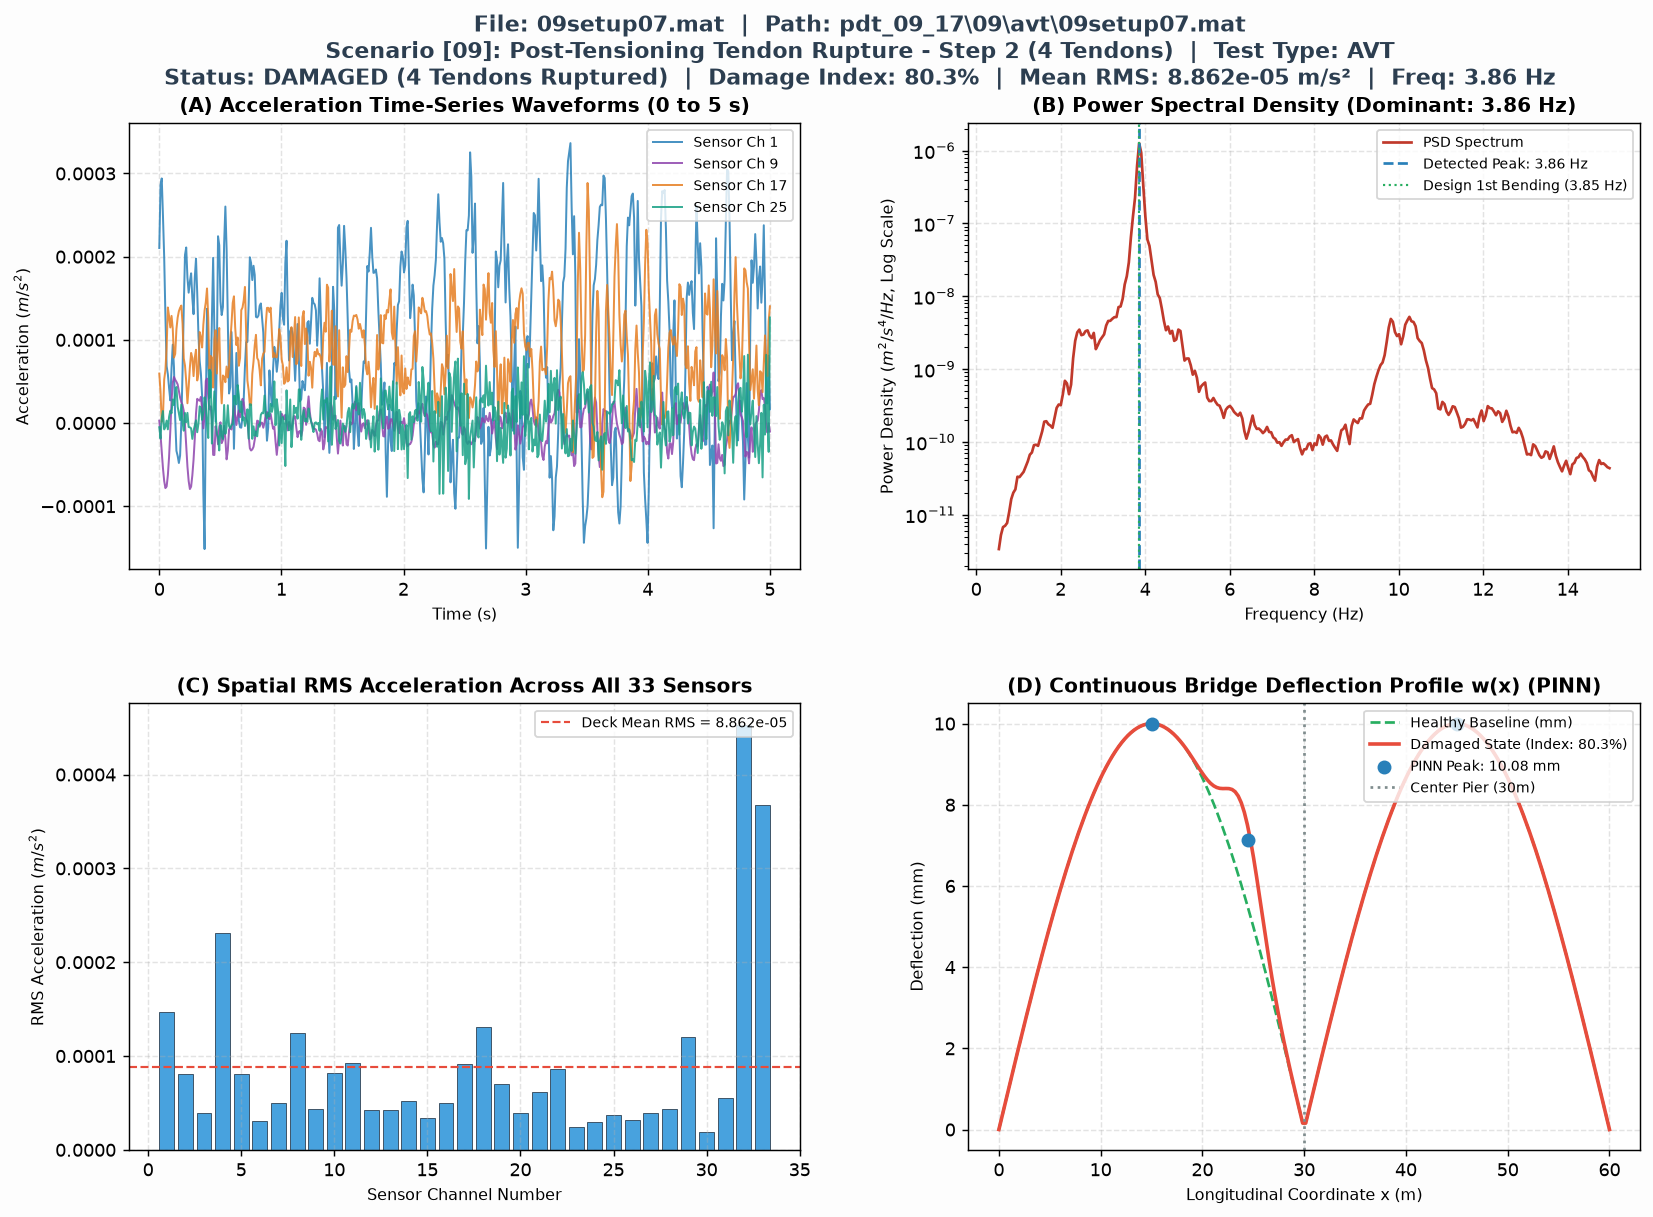 File: 09setup07.mat | Path: pdt_09_17\09\avt\09setup07.mat
Scenario [09]: Post-Tensioning Tendon Rupture - Step 2 (4 Tendons) | Test Type: AVT
Status: DAMAGED (4 Tendons Ruptured) | Damage Index: 80.3% | Mean RMS: 8.862e-05 m/s² | Freq: 3.86 Hz
(A) Acceleration Time-Series Waveforms (0 to 5 s)
Sensor Ch 1
Sensor Ch 9
Sensor Ch 17
Sensor Ch 25
0.0003
0.0002
0.0001
0.0000
−0.0001
Acceleration (m/s²)
0 1 2 3 4 5
Time (s)
(B) Power Spectral Density (Dominant: 3.86 Hz)
PSD Spectrum
Detected Peak: 3.86 Hz
Design 1st Bending (3.85 Hz)
10⁻⁶
10⁻⁷
10⁻⁸
10⁻⁹
10⁻¹⁰
10⁻¹¹
Power Density (m²/s⁴/Hz, Log Scale)
0 2 4 6 8 10 12 14
Frequency (Hz)
(C) Spatial RMS Acceleration Across All 33 Sensors
Deck Mean RMS = 8.862e-05
0.0004
0.0003
0.0002
0.0001
0.0000
RMS Acceleration (m/s²)
0 5 10 15 20 25 30 35
Sensor Channel Number
(D) Continuous Bridge Deflection Profile w(x) (PINN)
Healthy Baseline (mm)
Damaged State (Index: 80.3%)
PINN Peak: 10.08 mm
Center Pier (30m)
10
8
6
4
2
0
Deflection (mm)
0 10 20 30 40 50 60
Longitudinal Coordinate x (m)